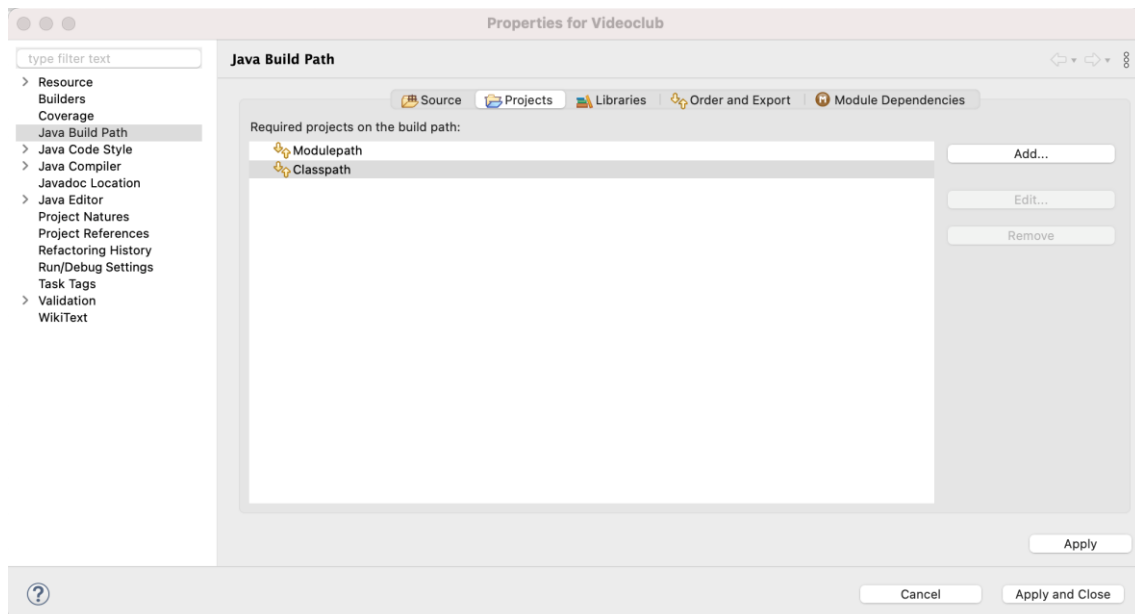 Properties for Videoclub
type filter text
Resource
Builders
Coverage
Java Build Path
Java Code Style
Java Compiler
Javadoc Location
Java Editor
Project Natures
Project References
Refactoring History
Run/Debug Settings
Task Tags
Validation
WikiText
Java Build Path
Source Projects Libraries Order and Export Module Dependencies
Required projects on the build path:
Modulepath
Classpath
Add...
Edit...
Remove
Apply
? Cancel Apply and Close